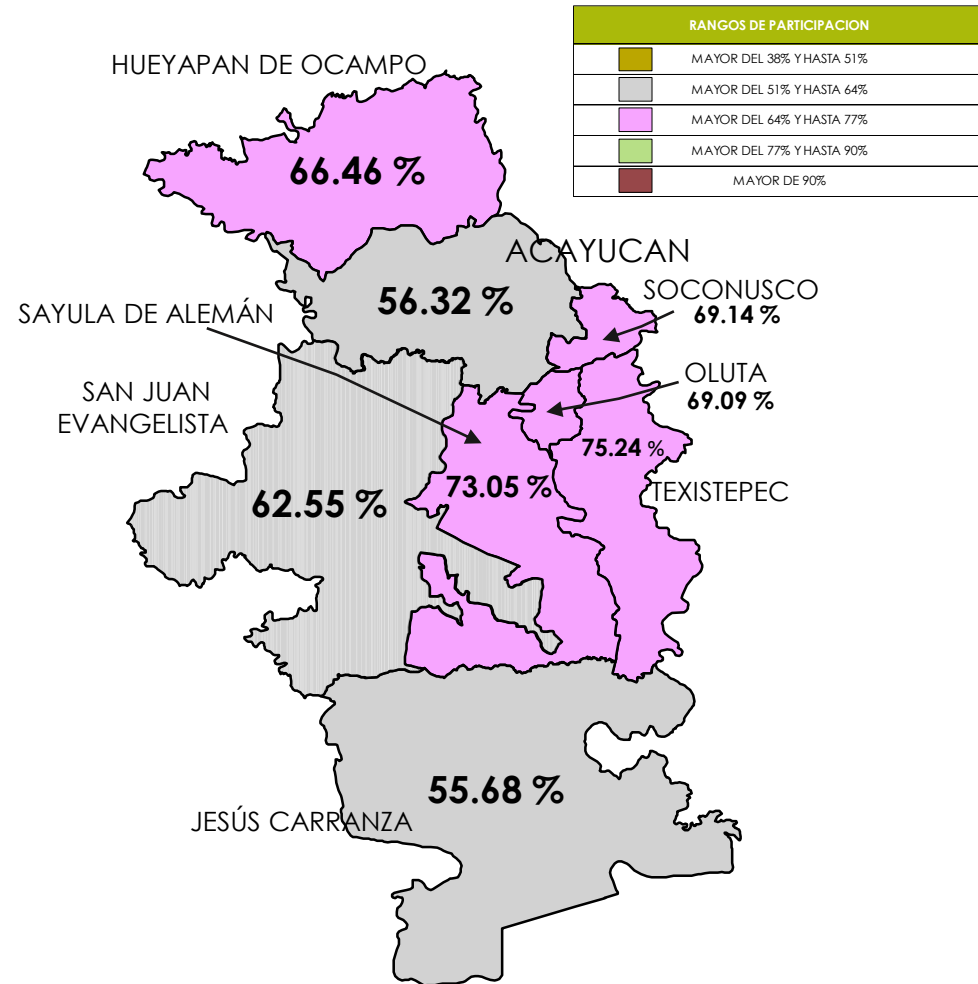 RANGOS DE PARTICIPACION
MAYOR DEL 38% Y HASTA 51%
MAYOR DEL 51% Y HASTA 64%
MAYOR DEL 64% Y HASTA 77%
MAYOR DEL 77% Y HASTA 90%
MAYOR DE 90%
HUEYAPAN DE OCAMPO
66.46 %
ACAYUCAN
56.32 %
SOCONUSCO
69.14 %
SAYULA DE ALEMÁN
OLUTA
69.09 %
SAN JUAN
EVANGELISTA
75.24 %
73.05 %
TEXISTEPEC
62.55 %
55.68 %
JESÚS CARRANZA